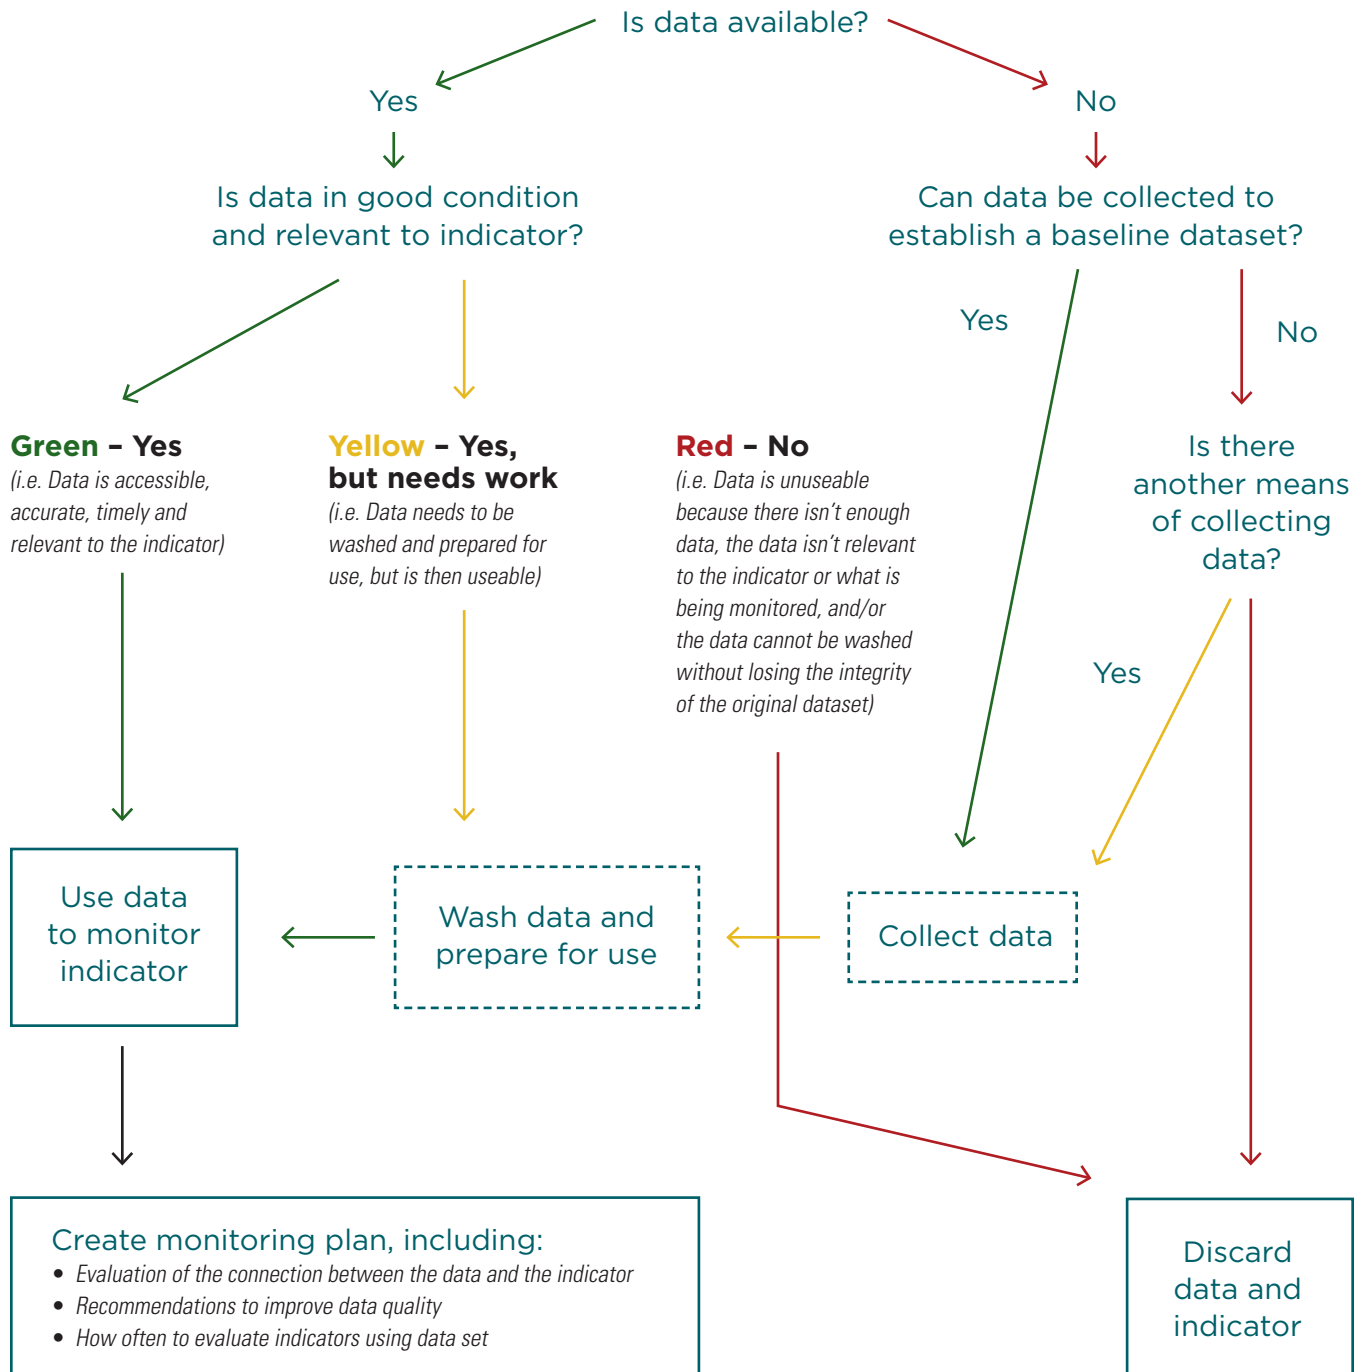 Is data available?
Yes
No
Is data in good condition
and relevant to indicator?
Can data be collected to
establish a baseline dataset?
Yes
No
Green – Yes
(i.e. Data is accessible,
accurate, timely and
relevant to the indicator)
Yellow – Yes,
but needs work
(i.e. Data needs to be
washed and prepared for
use, but is then useable)
Red – No
(i.e. Data is unuseable
because there isn't enough
data, the data isn't relevant
to the indicator or what is
being monitored, and/or
the data cannot be washed
without losing the integrity
of the original dataset)
Is there
another means
of collecting
data?
Yes
Use data
to monitor
indicator
Wash data and
prepare for use
Collect data
Create monitoring plan, including:
• Evaluation of the connection between the data and the indicator
• Recommendations to improve data quality
• How often to evaluate indicators using data set
Discard
data and
indicator